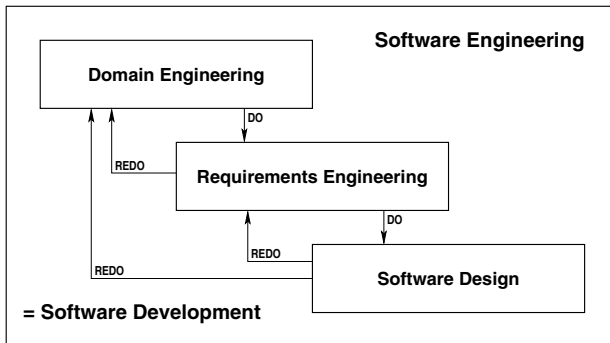 Software Engineering
Domain Engineering
DO
REDO
Requirements Engineering
DO
REDO
REDO
Software Design
= Software Development